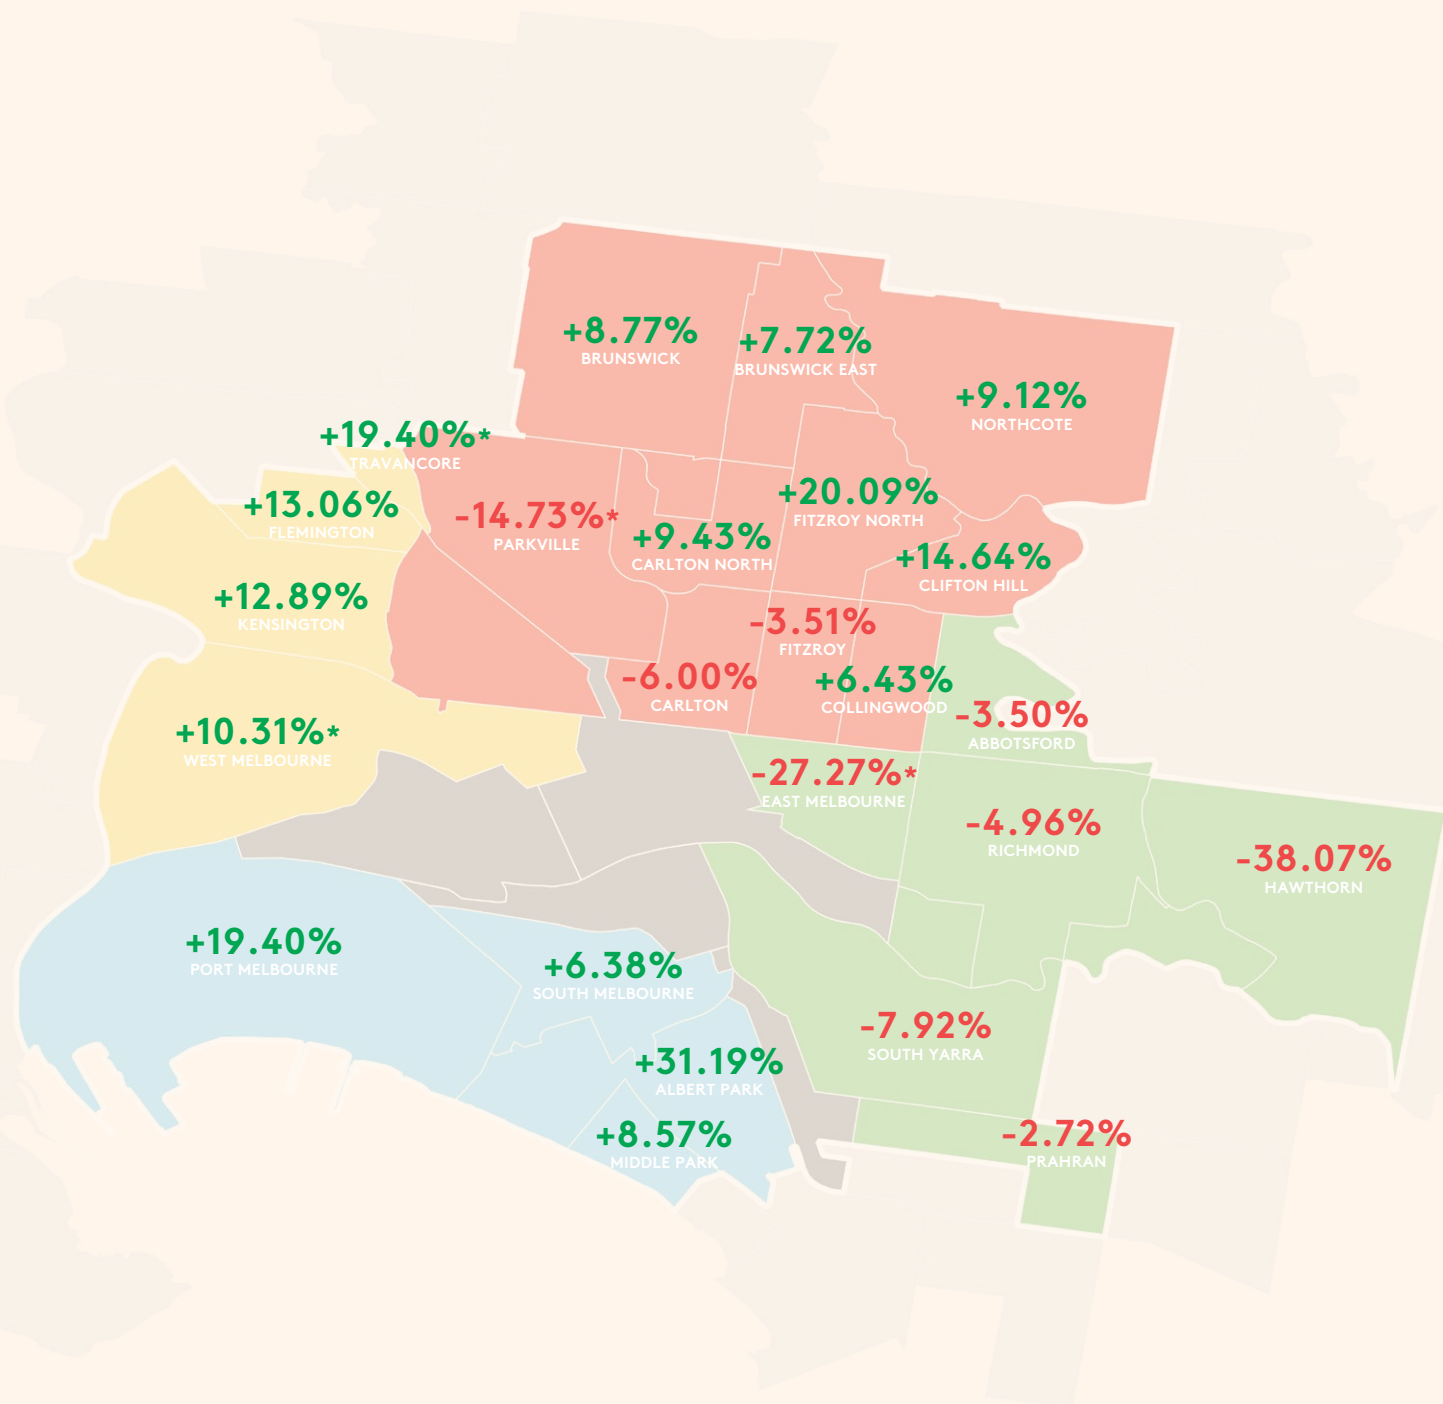 +8.77%
BRUNSWICK
+7.72%
BRUNSWICK EAST
+9.12%
NORTHCOTE
+19.40%*
TRAVANCORE
+13.06%
FLEMINGTON
-14.73%*
PARKVILLE
+9.43%
CARLTON NORTH
+20.09%
FITZROY NORTH
+14.64%
CLIFTON HILL
+12.89%
KENSINGTON
-3.51%
FITZROY
-6.00%
CARLTON
+6.43%
COLLINGWOOD
-3.50%
ABBOTSFORD
+10.31%*
WEST MELBOURNE
-27.27%*
EAST MELBOURNE
-4.96%
RICHMOND
-38.07%
HAWTHORN
+19.40%
PORT MELBOURNE
+6.38%
SOUTH MELBOURNE
-7.92%
SOUTH YARRA
+31.19%
ALBERT PARK
+8.57%
MIDDLE PARK
-2.72%
PRAHRAN